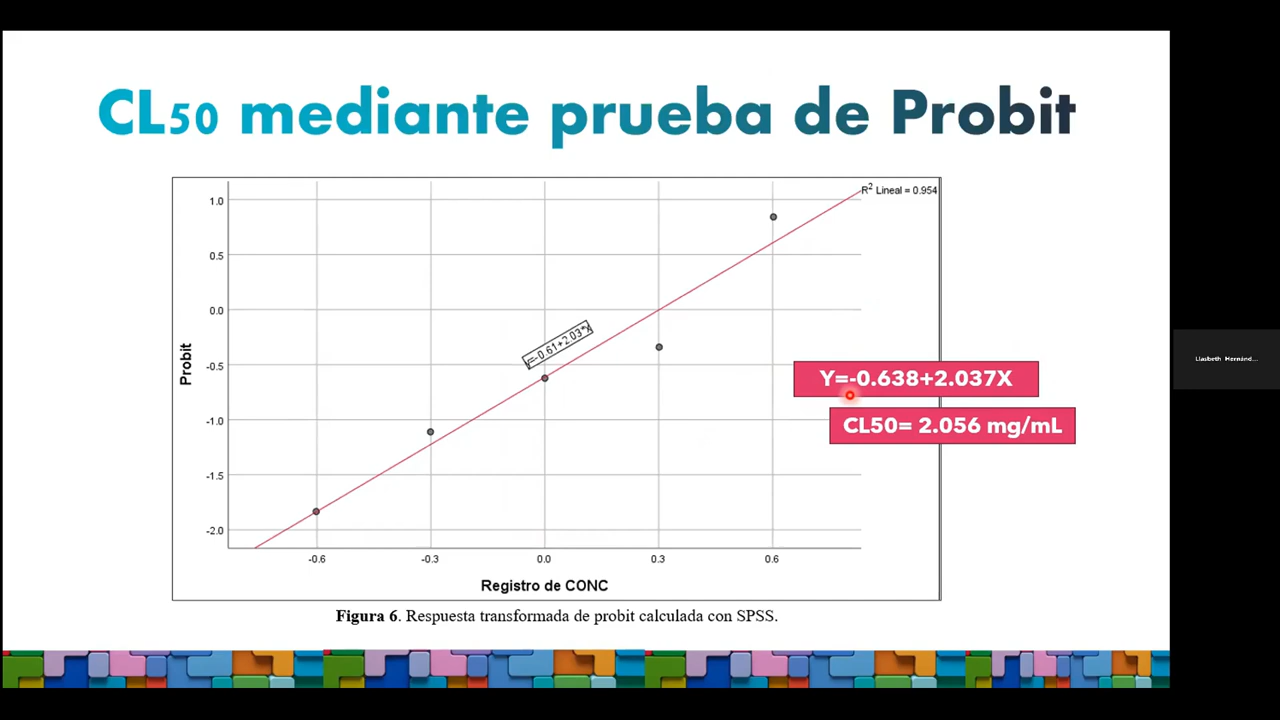 CL50 mediante prueba de Probit
R2 Lineal = 0.954
1.0
0.5
0.0
-0.5
-1.0
-1.5
-2.0
Probit
y=-0.61+2.03*x
Y=-0.638+2.037X
CL50= 2.056 mg/mL
-0.6
-0.3
0.0
0.3
0.6
Registro de CONC
Figura 6. Respuesta transformada de probit calculada con SPSS.
Liasbeth Hernánd...